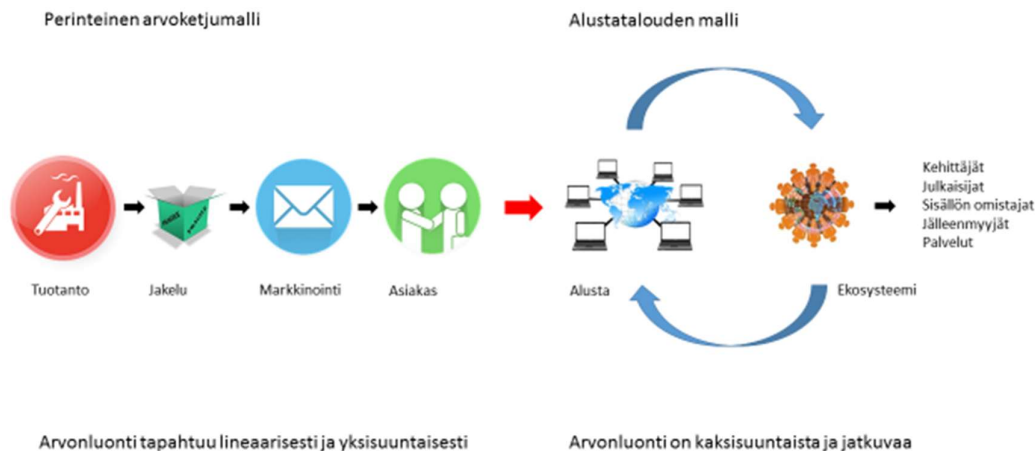 Perinteinen arvoketjumalli
Alustatalouden malli
Tuotanto
Jakelu
Markkinointi
Asiakas
Alusta
Ekosysteemi
Kehittäjät
Julkaisijat
Sisällön omistajat
Jälleenmyyjät
Palvelut
Arvonluonti tapahtuu lineaarisesti ja yksisuuntaisesti
Arvonluonti on kaksisuuntaista ja jatkuvaa